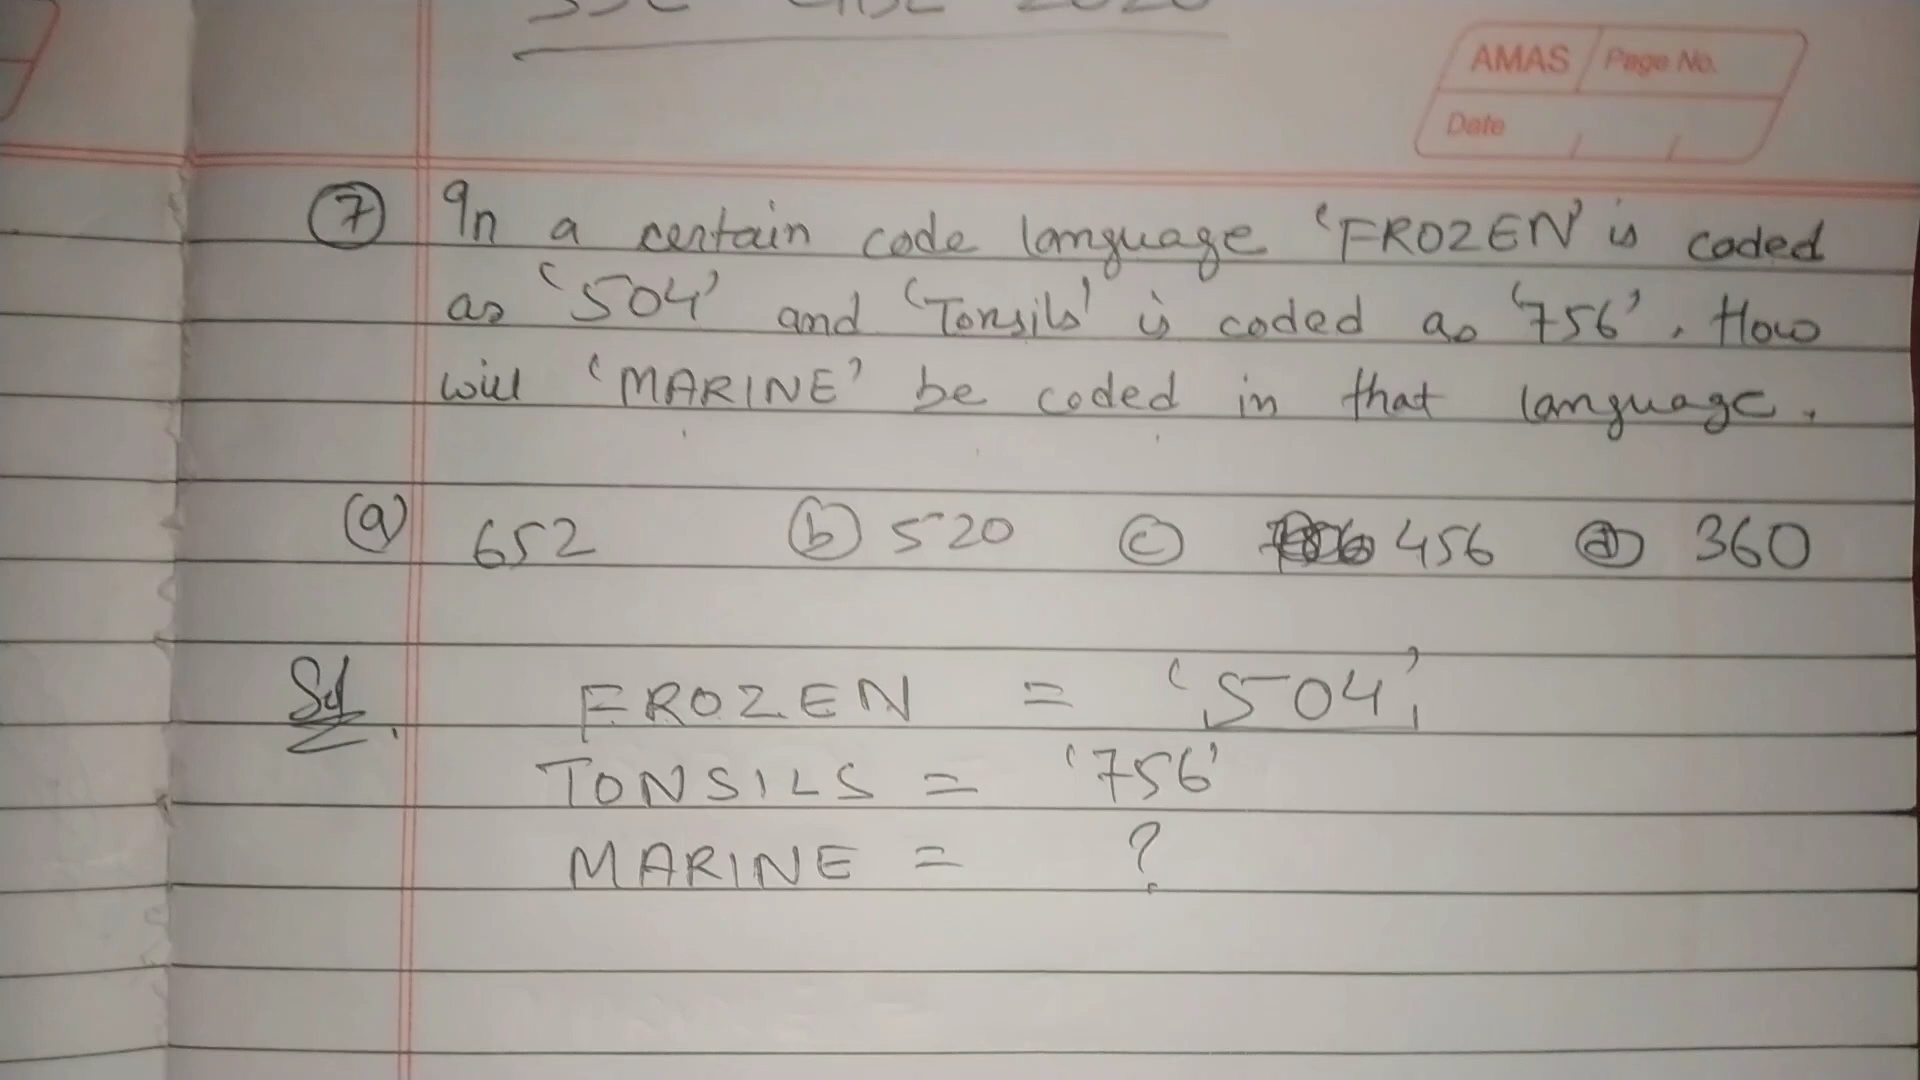 AMAS Page No.
Date
7 In a certain code language 'FROZEN' is coded
as '504' and 'Tonsils' is coded as '756'. How
will 'MARINE' be coded in that language.
(a) 652 (b) 520 (c) 456 (d) 360
Sol. FROZEN = '504'
TONSILS = '756'
MARINE = ?